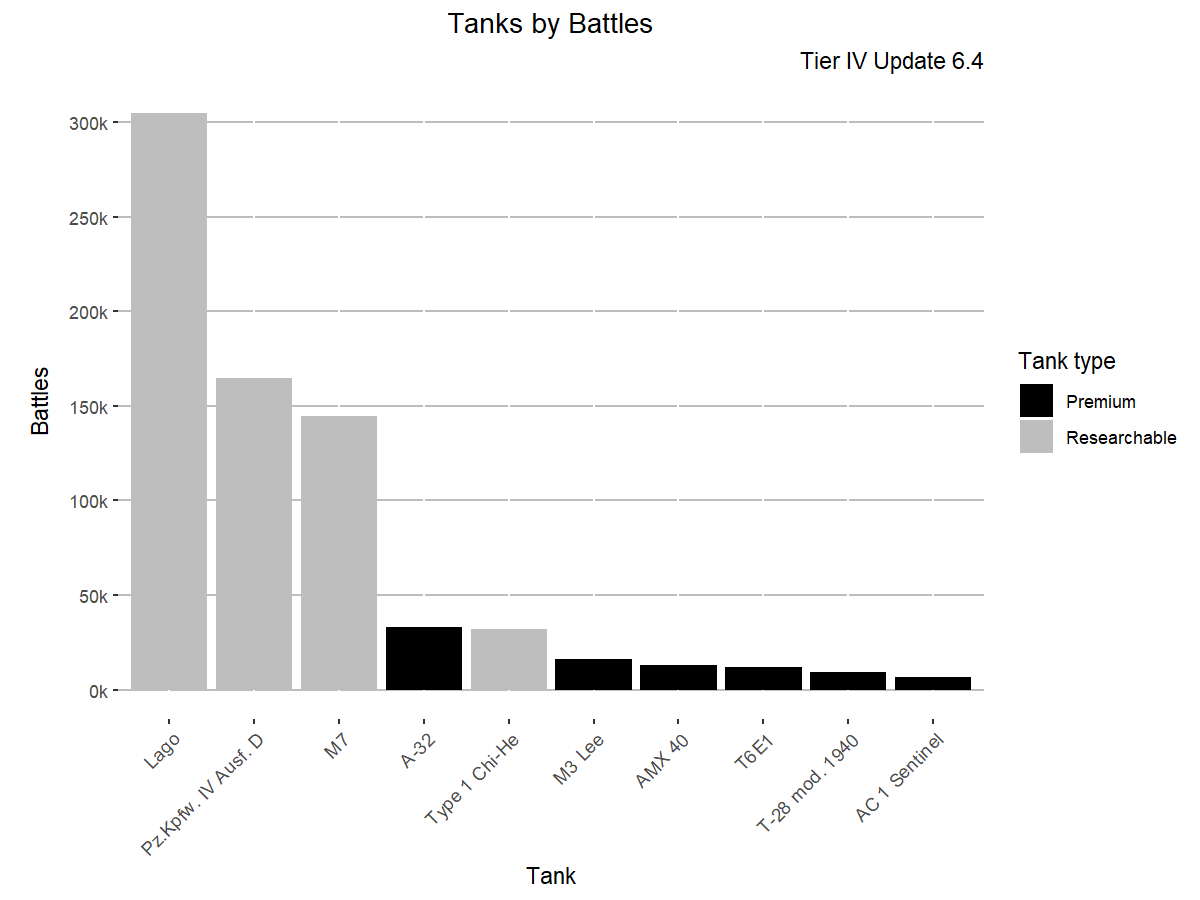 Tanks by Battles
Tier IV Update 6.4
300k
250k
200k
150k
100k
50k
0k
Battles
Lago
Pz.Kpfw. IV Ausf. D
M7
A-32
Type 1 Chi-He
M3 Lee
AMX 40
T6E1
T-28 mod. 1940
AC 1 Sentinel
Tank
Tank type
Premium
Researchable